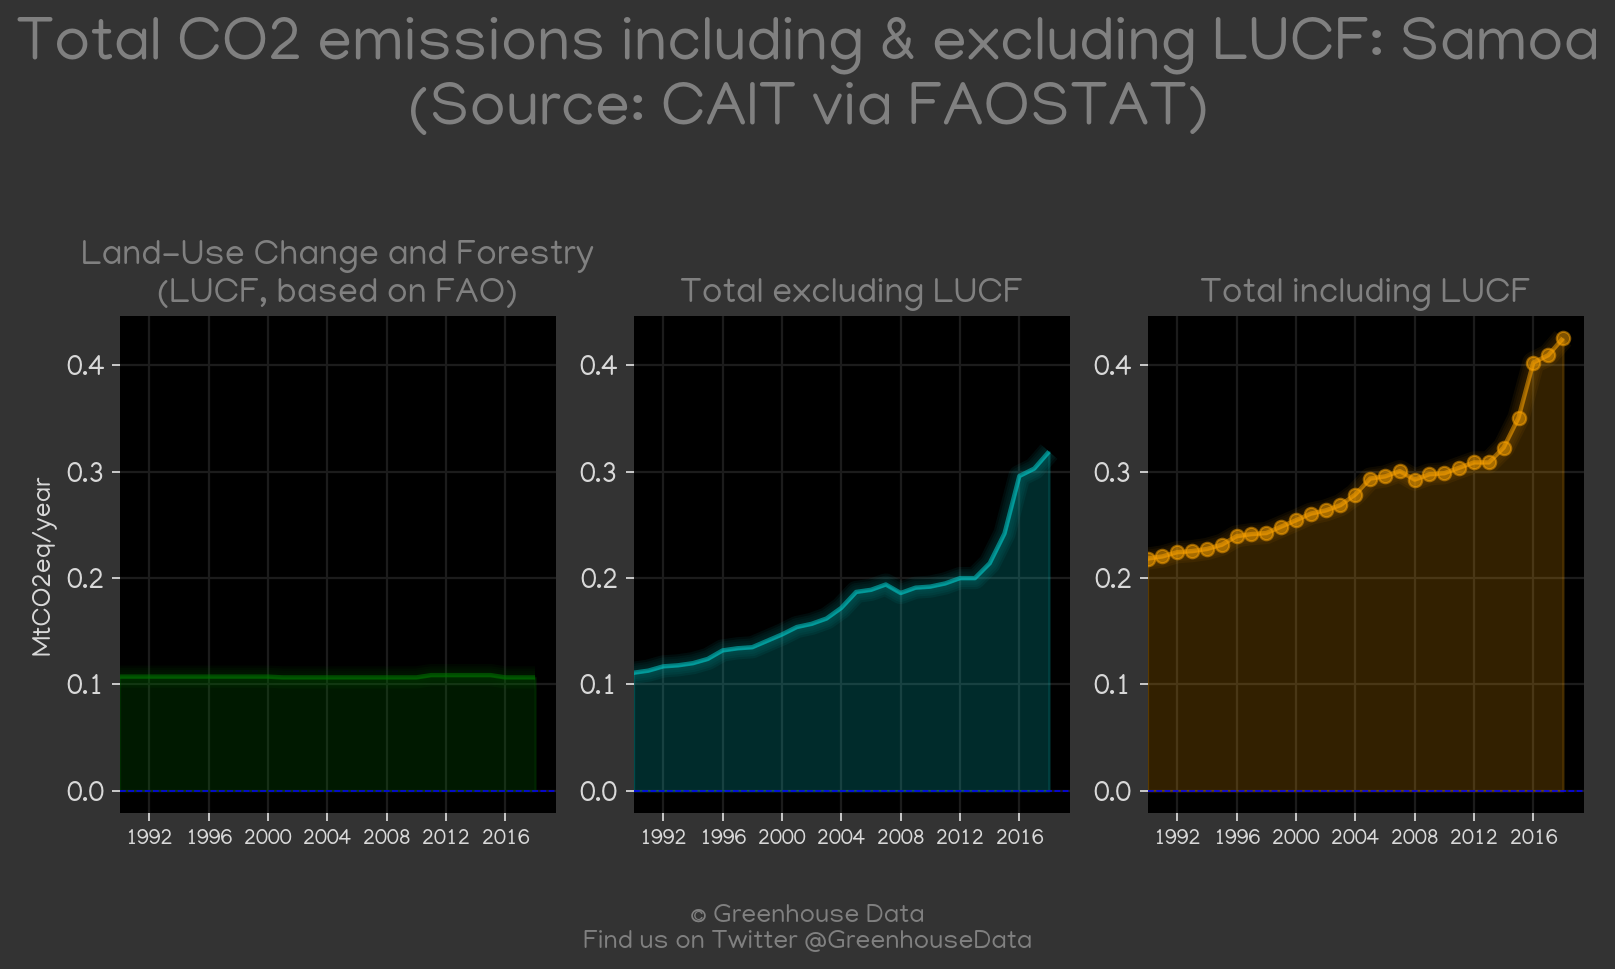 Total CO2 emissions including & excluding LUCF: Samoa
(Source: CAIT via FAOSTAT)
Land-Use Change and Forestry
(LUCF, based on FAO)
Total excluding LUCF
Total including LUCF
MtCO2eq/year
0.4
0.3
0.2
0.1
0.0
1992 1996 2000 2004 2008 2012 2016
0.4
0.3
0.2
0.1
0.0
1992 1996 2000 2004 2008 2012 2016
0.4
0.3
0.2
0.1
0.0
1992 1996 2000 2004 2008 2012 2016
© Greenhouse Data
Find us on Twitter @GreenhouseData